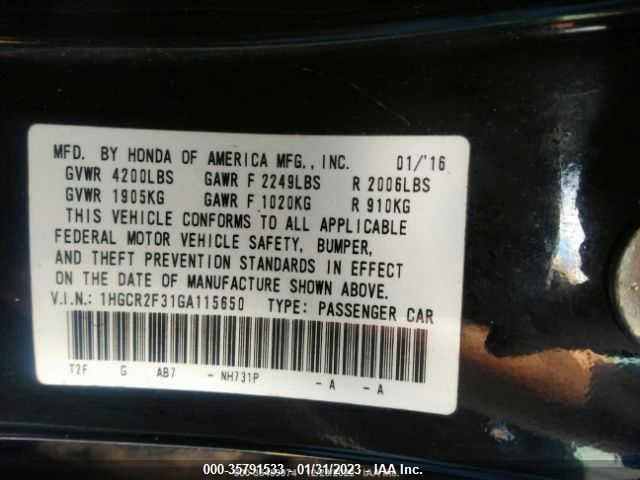 MFD. BY HONDA OF AMERICA MFG., INC. 01/'16
GVWR 4200LBS GAWR F 2249LBS R 2006LBS
GVWR 1905KG GAWR F 1020KG R 910KG
THIS VEHICLE CONFORMS TO ALL APPLICABLE
FEDERAL MOTOR VEHICLE SAFETY, BUMPER,
AND THEFT PREVENTION STANDARDS IN EFFECT
ON THE DATE OF MANUFACTURE SHOWN ABOVE.
V.I.N.: 1HGCR2F31GA115650 TYPE: PASSENGER CAR
T2F G AB7 - NH731P - A - A
000-35791533 - 01/31/2023 - IAA Inc.